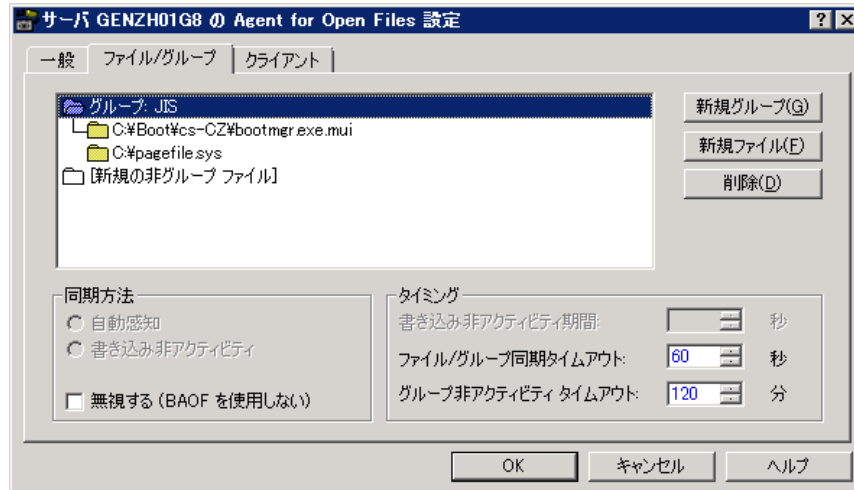 サーバ GENZH01G8 の Agent for Open Files 設定
一般 ファイル/グループ クライアント
グループ: JIS
C:¥Boot¥cs-CZ¥bootmgr.exe.mui
C:¥pagefile.sys
[新規の非グループ ファイル]
新規グループ(G)
新規ファイル(F)
削除(D)
同期方法
自動感知
書き込み非アクティビティ
無視する (BAOF を使用しない)
タイミング
書き込み非アクティビティ期間: 秒
ファイル/グループ同期タイムアウト: 60 秒
グループ非アクティビティ タイムアウト: 120 分
OK キャンセル ヘルプ